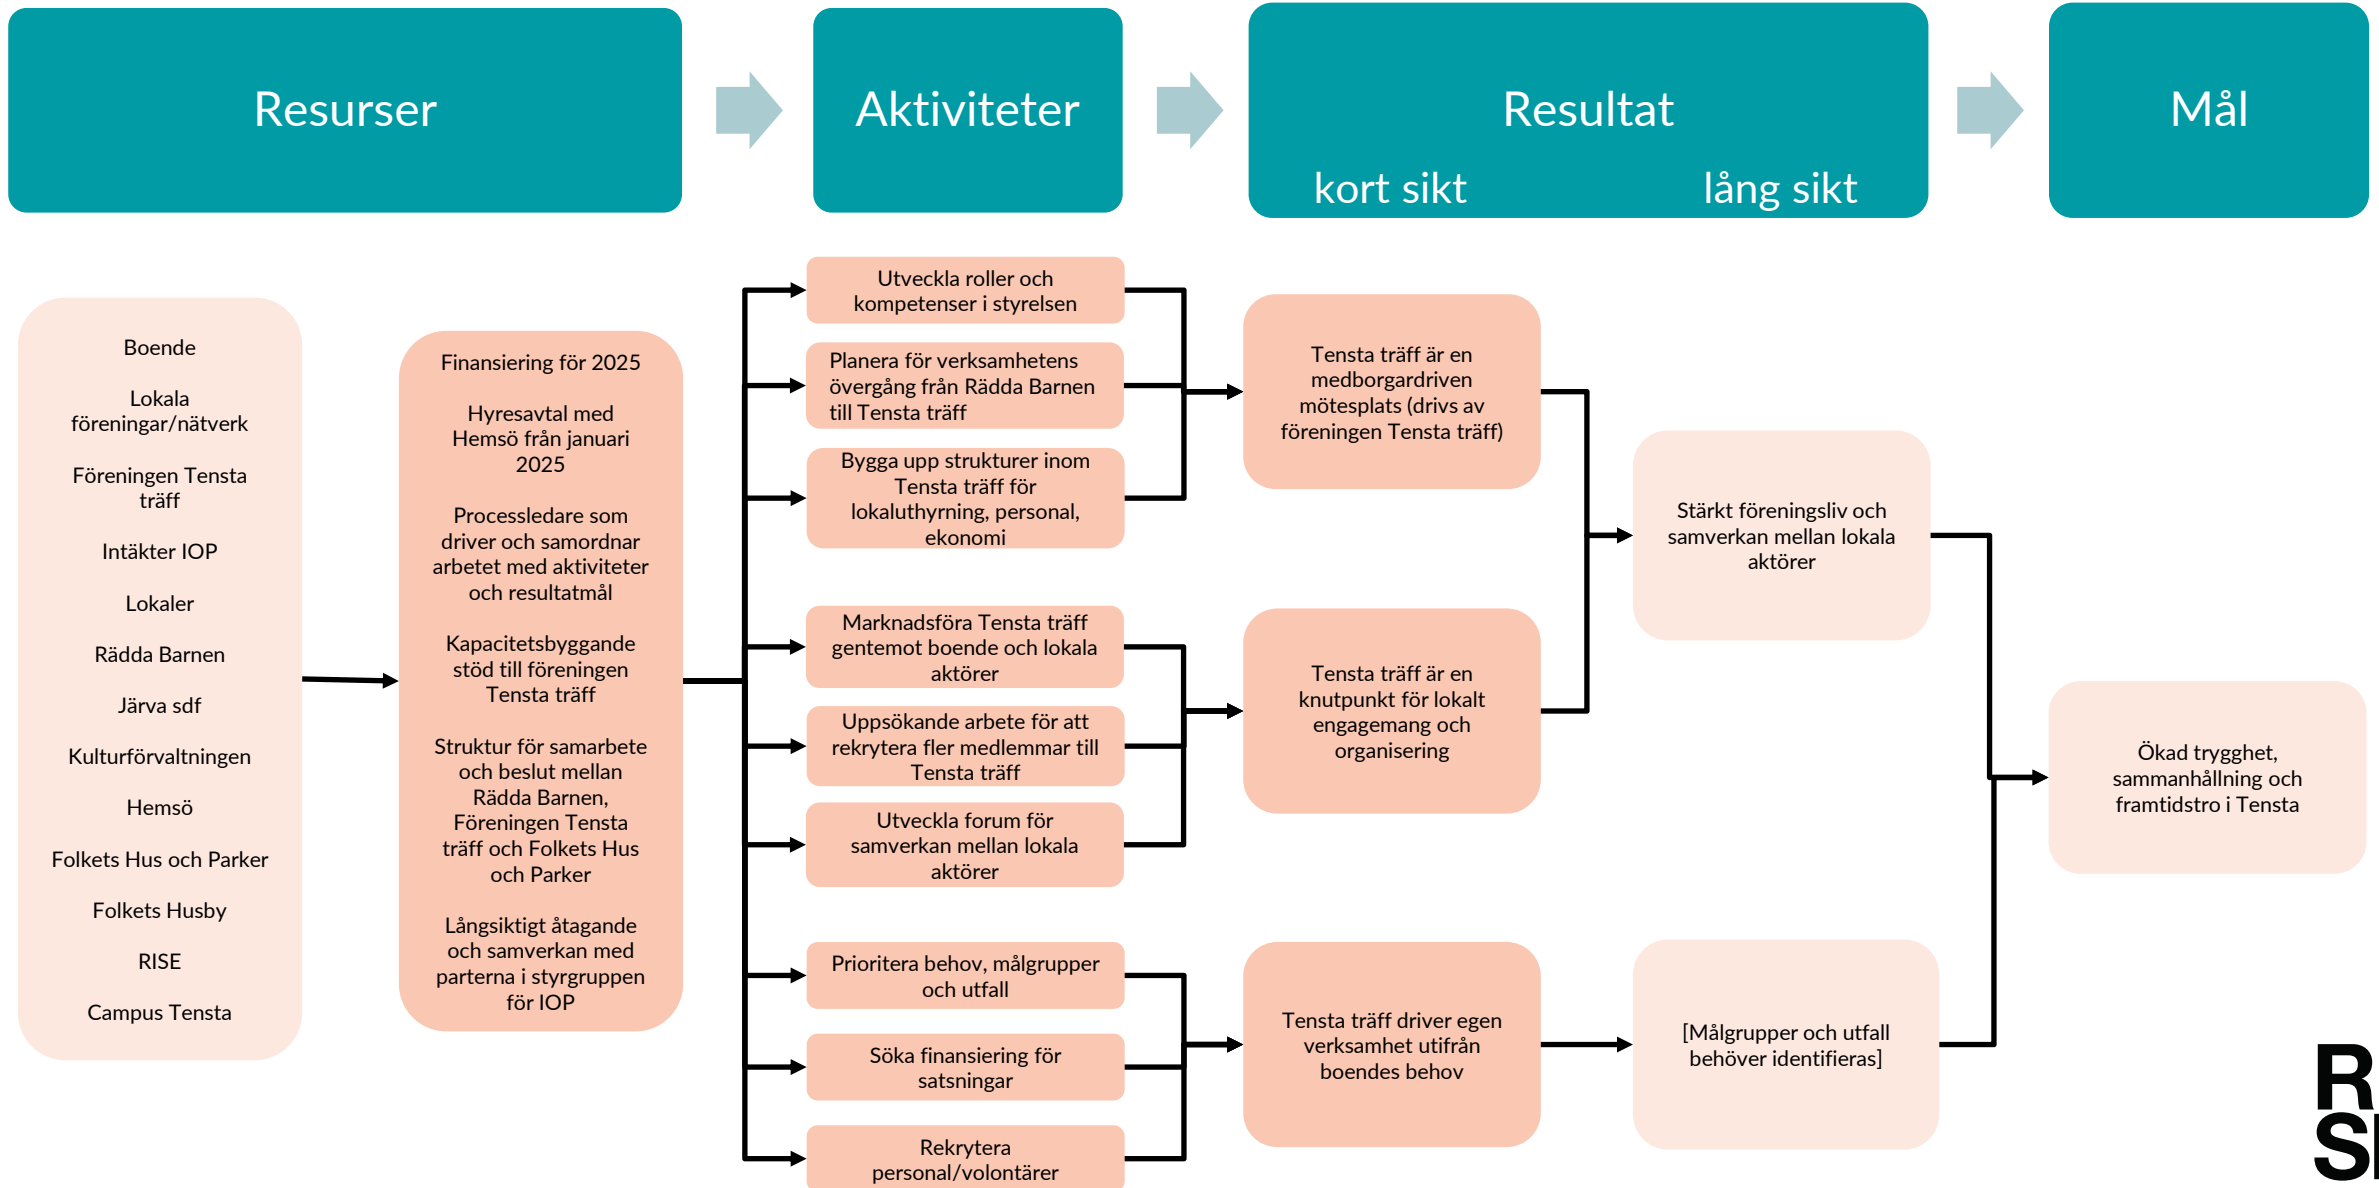 Resurser
Aktiviteter
Resultat
kort sikt
lång sikt
Mål
Boende
Lokala
föreningar/nätverk
Föreningen Tensta
träff
Intäkter IOP
Lokaler
Rädda Barnen
Järva sdf
Kulturförvaltningen
Hemsö
Folkets Hus och Parker
Folkets Husby
RISE
Campus Tensta
Finansiering för 2025
Hyresavtal med
Hemsö från januari
2025
Processledare som
driver och samordnar
arbetet med aktiviteter
och resultatmål
Kapacitetsbyggande
stöd till föreningen
Tensta träff
Struktur för samarbete
och beslut mellan
Rädda Barnen,
Föreningen Tensta
träff och Folkets Hus
och Parker
Långsiktigt åtagande
och samverkan med
parterna i styrgruppen
för IOP
Utveckla roller och
kompetenser i styrelsen
Planera för verksamhetens
övergång från Rädda Barnen
till Tensta träff
Bygga upp strukturer inom
Tensta träff för
lokaluthyrning, personal,
ekonomi
Marknadsföra Tensta träff
gentemot boende och lokala
aktörer
Uppsökande arbete för att
rekrytera fler medlemmar till
Tensta träff
Utveckla forum för
samverkan mellan lokala
aktörer
Prioritera behov, målgrupper
och utfall
Söka finansiering för
satsningar
Rekrytera
personal/volontärer
Tensta träff är en
medborgardriven
mötesplats (drivs av
föreningen Tensta träff)
Tensta träff är en
knutpunkt för lokalt
engagemang och
organisering
Tensta träff driver egen
verksamhet utifrån
boendes behov
Stärkt föreningsliv och
samverkan mellan lokala
aktörer
[Målgrupper och utfall
behöver identifieras]
Ökad trygghet,
sammanhållning och
framtidstro i Tensta
R
S